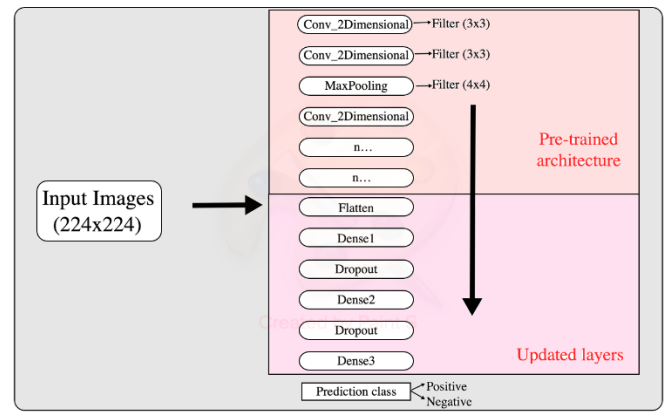 Conv_2Dimensional
Filter (3x3)
Conv_2Dimensional
Filter (3x3)
MaxPooling
Filter (4x4)
Conv_2Dimensional
n...
n...
Pre-trained
architecture
Input Images
(224x224)
Flatten
Dense1
Dropout
Dense2
Dropout
Dense3
Updated layers
Prediction class
Positive
Negative